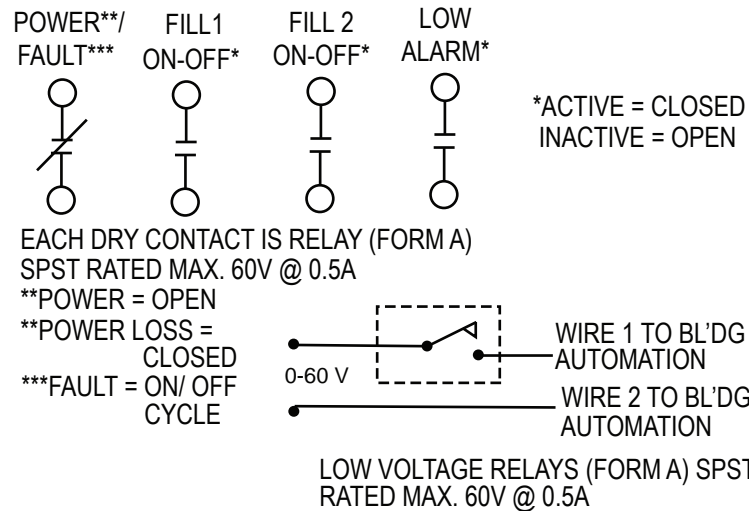 POWER**/
FAULT***
FILL1
ON-OFF*
FILL 2
ON-OFF*
LOW
ALARM*
*ACTIVE = CLOSED
INACTIVE = OPEN
EACH DRY CONTACT IS RELAY (FORM A)
SPST RATED MAX. 60V @ 0.5A
**POWER = OPEN
**POWER LOSS =
CLOSED
***FAULT = ON/ OFF
CYCLE
0-60 V
WIRE 1 TO BL'DG
AUTOMATION
WIRE 2 TO BL'DG
AUTOMATION
LOW VOLTAGE RELAYS (FORM A) SPST
RATED MAX. 60V @ 0.5A